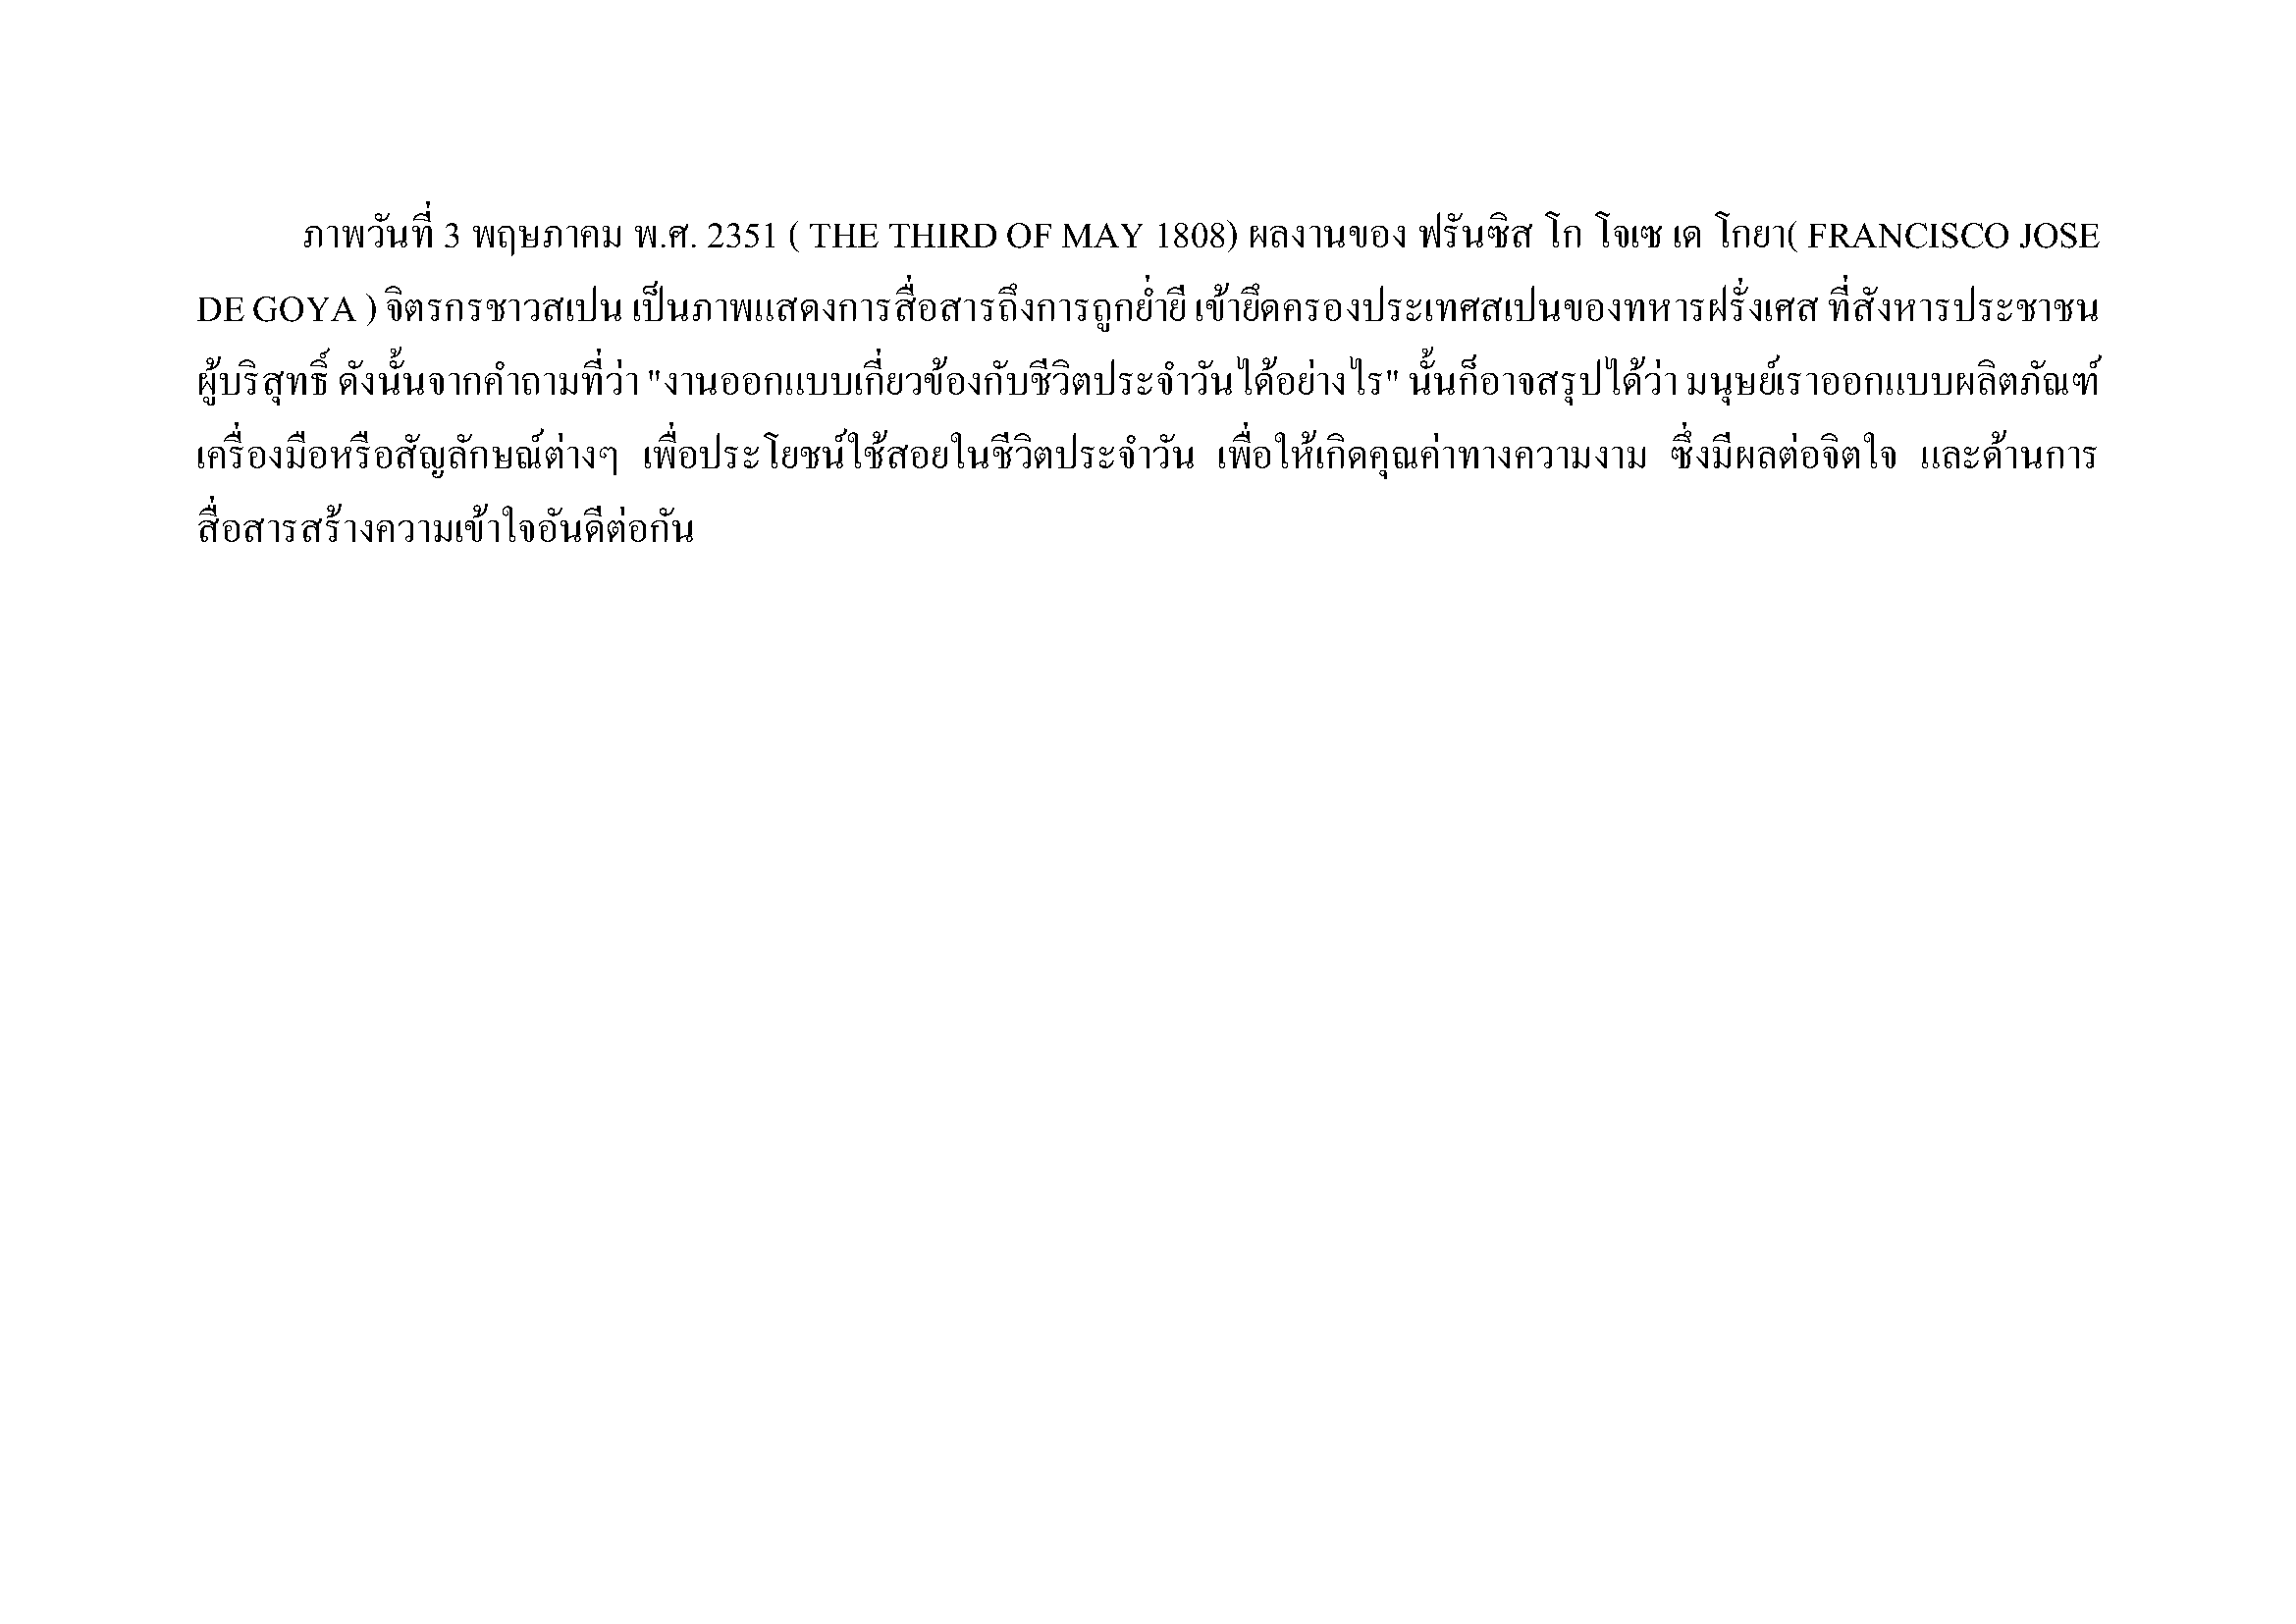 ภาพวันที่ 3 พฤษภาคม พ.ศ. 2351 ( THE THIRD OF MAY 1808) ผลงานของ ฟรันซิส โก โจเซ เด โกยา( FRANCISCO JOSE
DE GOYA ) จิตรกรชาวสเปน เป็นภาพแสดงการสื่อสารถึงการถูกย่ำยี เข้ายึดครองประเทศสเปนของทหารฝรั่งเศส ที่สังหารประชาชน
ผู้บริสุทธิ์ ดังนั้นจากคำถามที่ว่า "งานออกแบบเกี่ยวข้องกับชีวิตประจำวันได้อย่างไร" นั้นก็อาจสรุปได้ว่า มนุษย์เราออกแบบผลิตภัณฑ์
เครื่องมือหรือสัญลักษณ์ต่างๆ เพื่อประโยชน์ใช้สอยในชีวิตประจำวัน เพื่อให้เกิดคุณค่าทางความงาม ซึ่งมีผลต่อจิตใจ และด้านการ
สื่อสารสร้างความเข้าใจอันดีต่อกัน